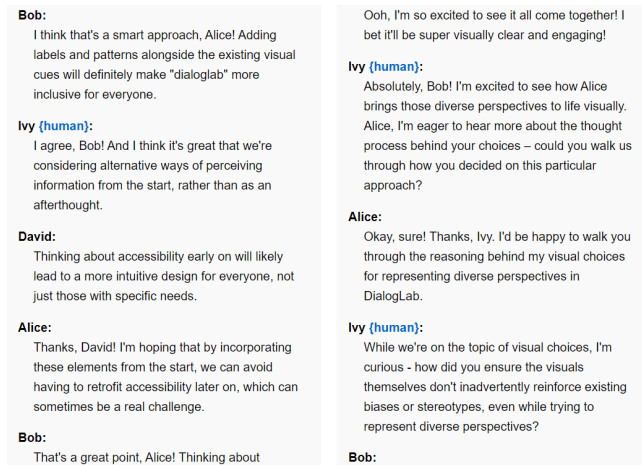 Bob:
I think that's a smart approach, Alice! Adding
labels and patterns alongside the existing visual
cues will definitely make "dialoglab" more
inclusive for everyone.
Ivy {human}:
I agree, Bob! And I think it's great that we're
considering alternative ways of perceiving
information from the start, rather than as an
afterthought.
David:
Thinking about accessibility early on will likely
lead to a more intuitive design for everyone, not
just those with specific needs.
Alice:
Thanks, David! I'm hoping that by incorporating
these elements from the start, we can avoid
having to retrofit accessibility later on, which can
sometimes be a real challenge.
Bob:
That's a great point, Alice! Thinking about
Ooh, I'm so excited to see it all come together! I
bet it'll be super visually clear and engaging!
Ivy {human}:
Absolutely, Bob! I'm excited to see how Alice
brings those diverse perspectives to life visually.
Alice, I'm eager to hear more about the thought
process behind your choices – could you walk us
through how you decided on this particular
approach?
Alice:
Okay, sure! Thanks, Ivy. I'd be happy to walk you
through the reasoning behind my visual choices
for representing diverse perspectives in
DialogLab.
Ivy {human}:
While we're on the topic of visual choices, I'm
curious - how did you ensure the visuals
themselves don't inadvertently reinforce existing
biases or stereotypes, even while trying to
represent diverse perspectives?
Bob: